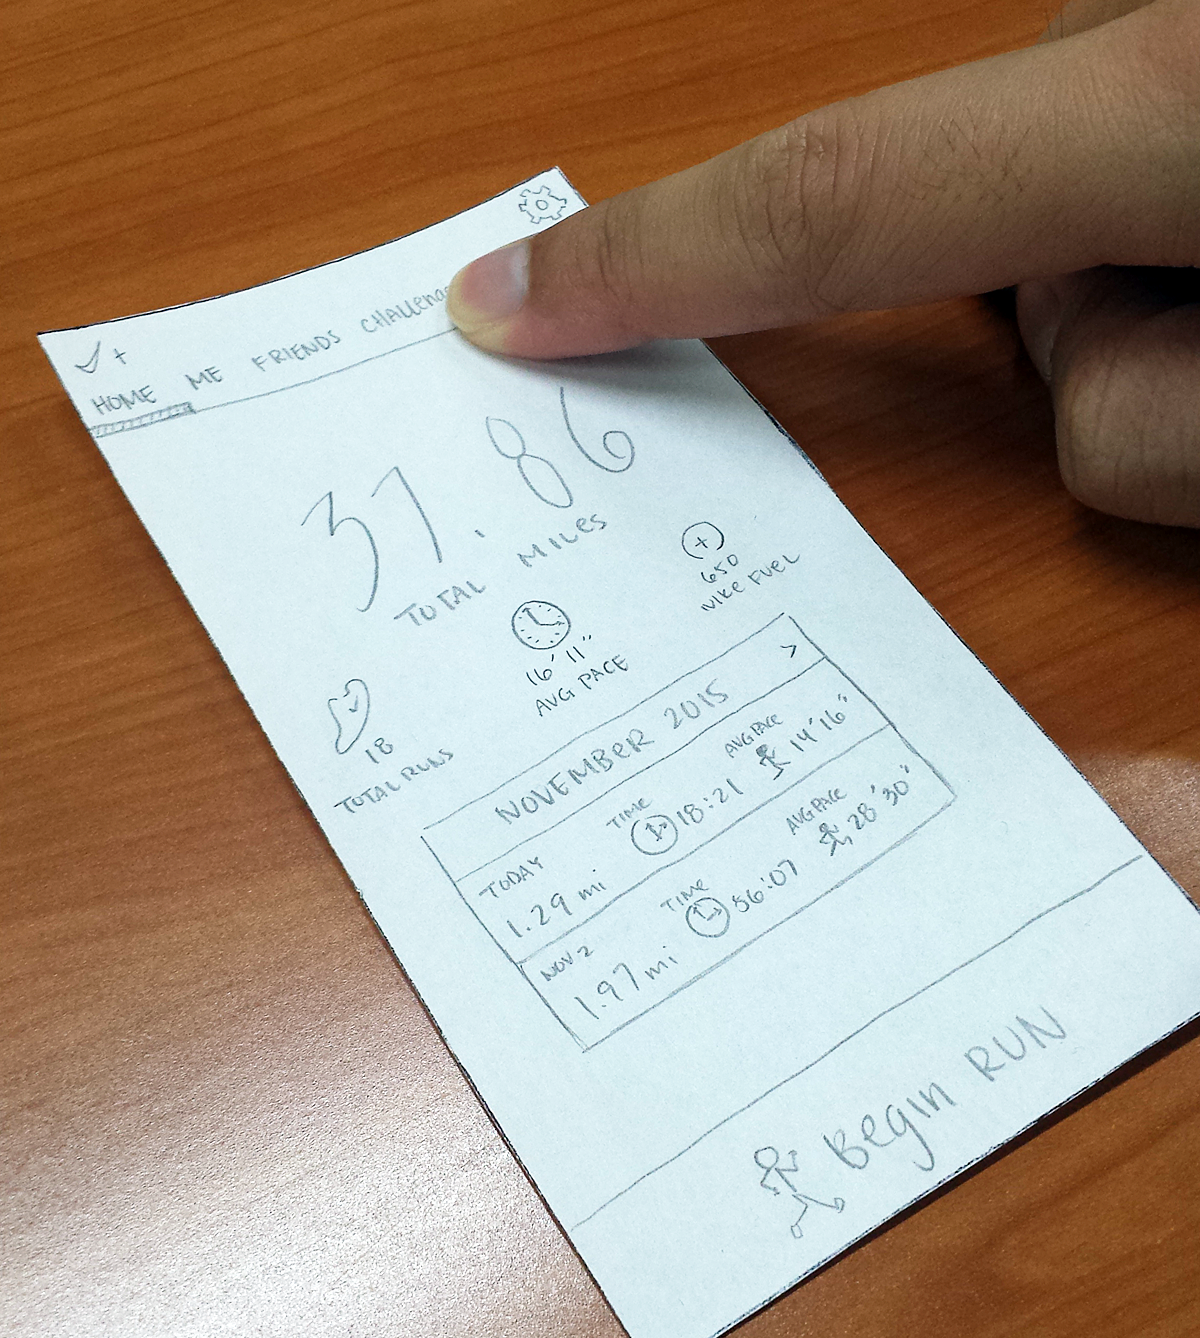 +
HOME ME FRIENDS CHALLENG
37.86
TOTAL MILES
18
TOTAL RUNS
16' 11"
AVG PACE
650
NIKE FUEL
NOVEMBER 2015 >
TODAY TIME AVG PACE
1.29 mi 18:21 14'16"
NOV 2 TIME AVG PACE
1.97 mi 56:07 28'30"
BEGIN RUN